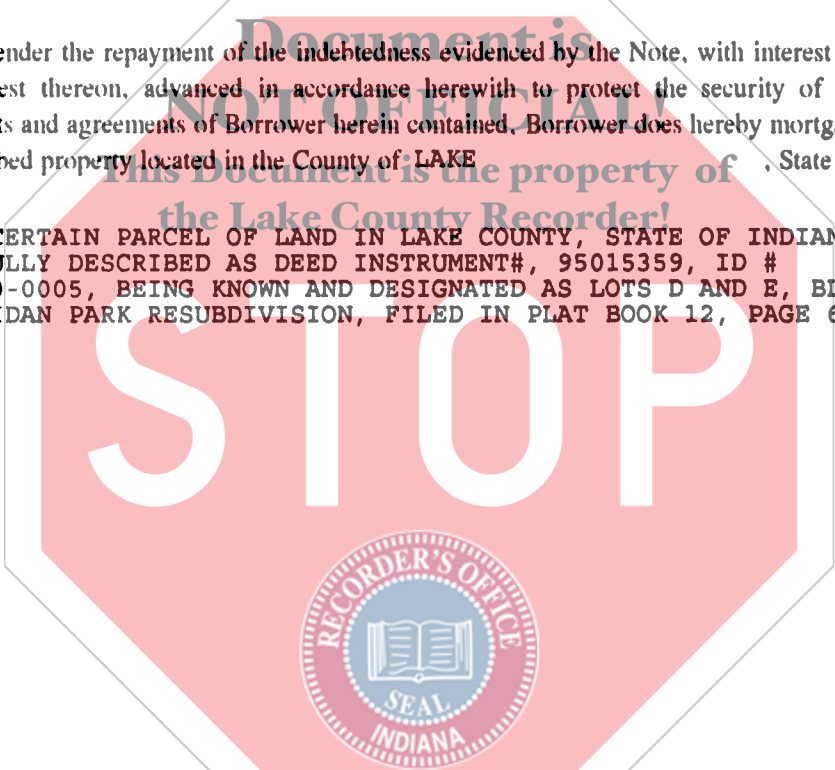 Document is
ender the repayment of the indebtedness evidenced by the Note, with interest
est thereon, advanced in accordance herewith to protect the security of
NOT OFFICIAL!
ts and agreements of Borrower herein contained, Borrower does hereby mortga
bed property located in the County of LAKE , State
This Document is the property of
the Lake County Recorder!
CERTAIN PARCEL OF LAND IN LAKE COUNTY, STATE OF INDIAN
ULLY DESCRIBED AS DEED INSTRUMENT#, 95015359, ID #
-0005, BEING KNOWN AND DESIGNATED AS LOTS D AND E,
IDAN PARK RESUBDIVISION, FILED IN PLAT BOOK 12, PAGE 6
STOP
RECORDER'S OFFICE
SEAL
INDIANA